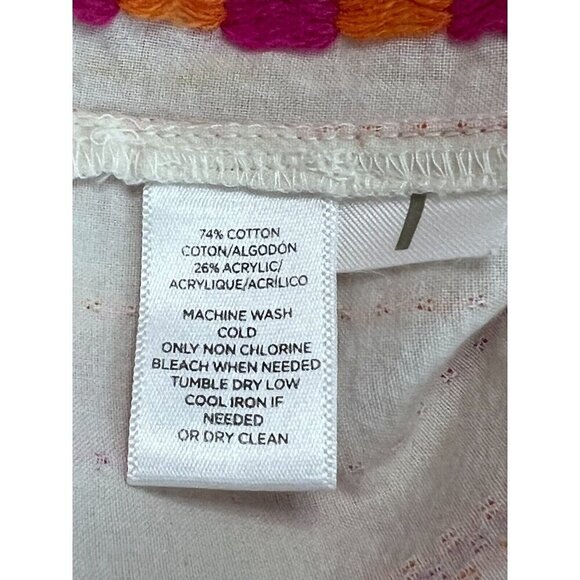 74% COTTON
COTON/ALGODÓN
26% ACRYLIC/
ACRYLIQUE/ACRÍLICO
MACHINE WASH
COLD
ONLY NON CHLORINE
BLEACH WHEN NEEDED
TUMBLE DRY LOW
COOL IRON IF
NEEDED
OR DRY CLEAN